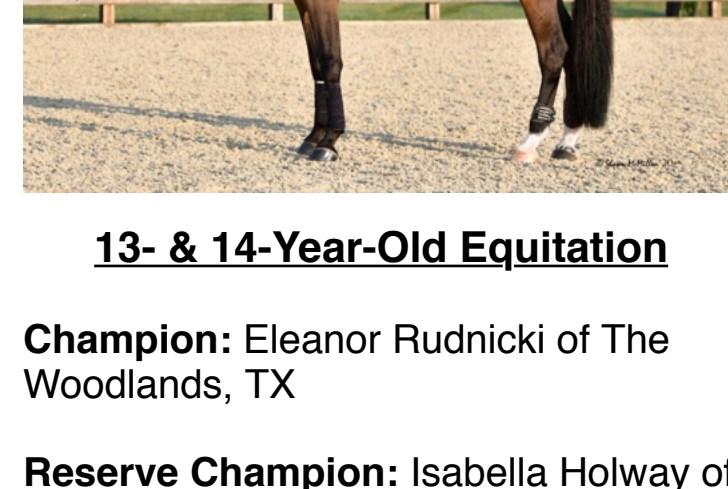 13- & 14-Year-Old Equitation
Champion: Eleanor Rudnicki of The
Woodlands, TX
Reserve Champion: Isabella Holway of